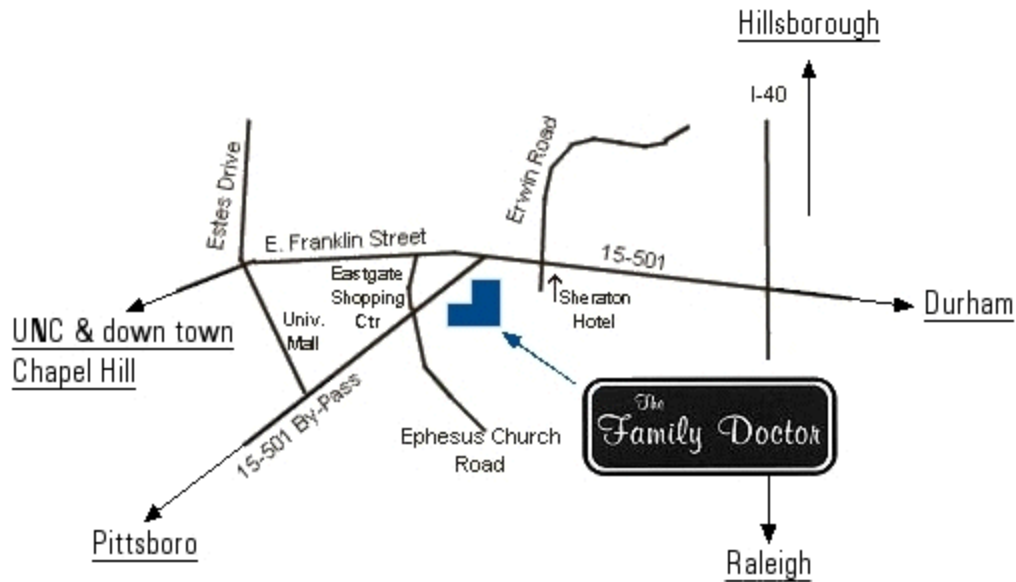 Hillsborough
I-40
Estes Drive
Erwin Road
E. Franklin Street
15-501
Eastgate
Shopping
Ctr
Univ.
Mall
Sheraton
Hotel
Durham
UNC & down town
Chapel Hill
15-501 By-Pass
Ephesus Church
Road
The
Family Doctor
Pittsboro
Raleigh